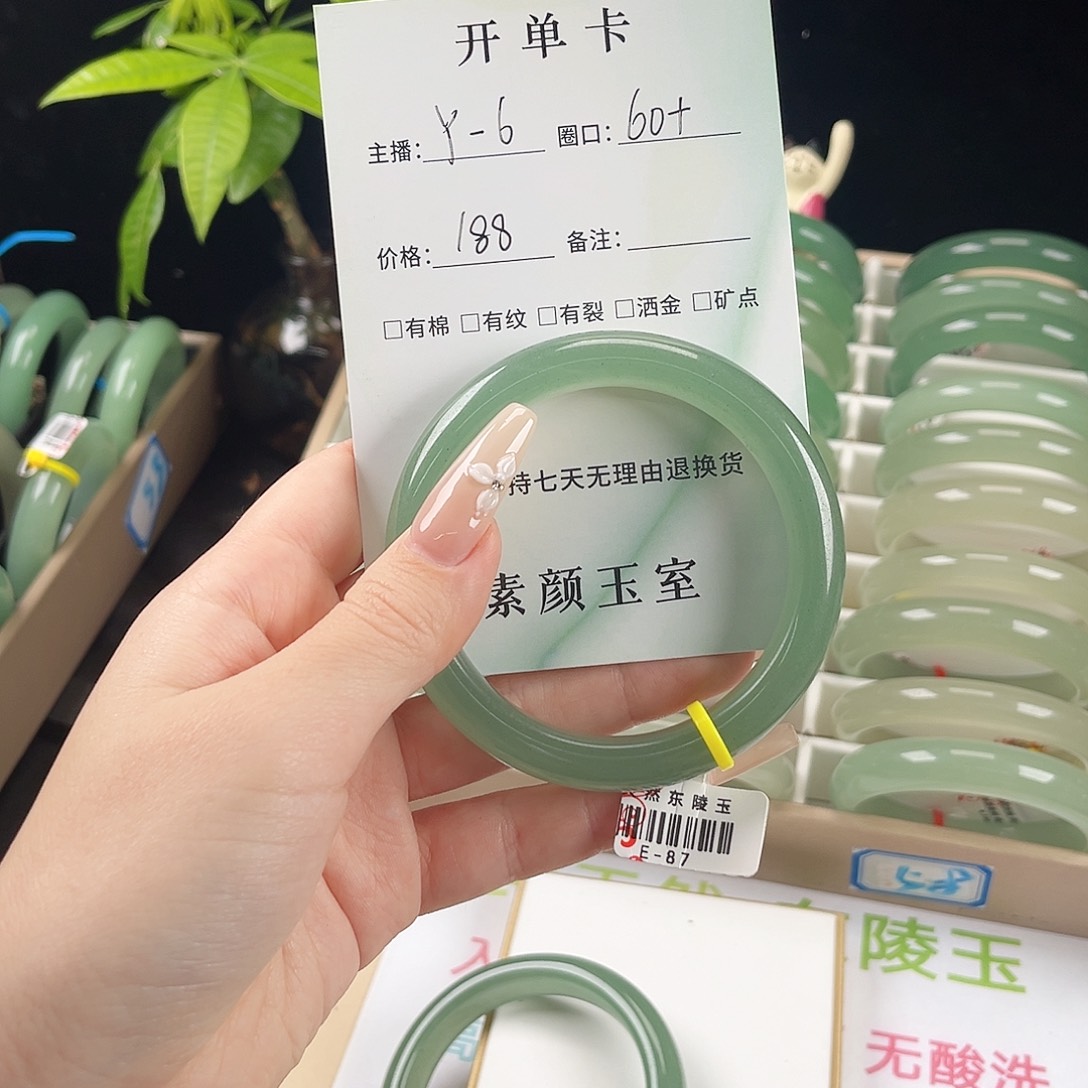 开单卡
主播: Y-6 圈口: 60+
价格: 188 备注:
□有棉 □有纹 □有裂 □洒金 □矿点
持七天无理由退换货
素颜玉室
然东陵玉
E-87
陵玉
无酸洗